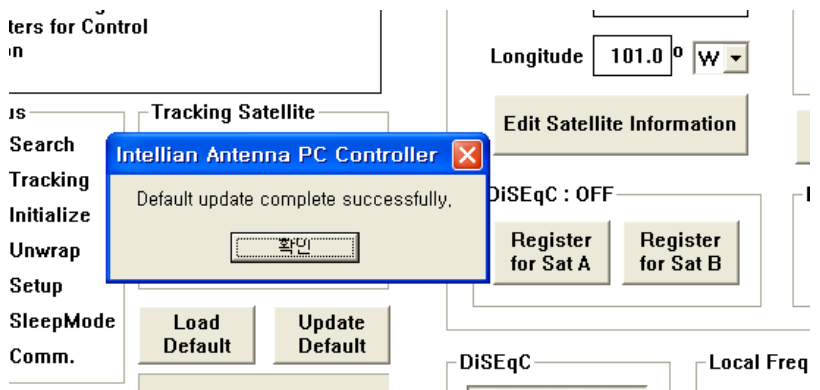 ters for Control
Longitude 101.0 º W
Edit Satellite Information
Tracking Satellite
Search
Tracking
Initialize
Unwrap
Setup
SleepMode
Comm.
Intellian Antenna PC Controller
Default update complete successfully,
확인
DiSEqC : OFF
Register
for Sat A
Register
for Sat B
Load
Default
Update
Default
DiSEqC
Local Freq